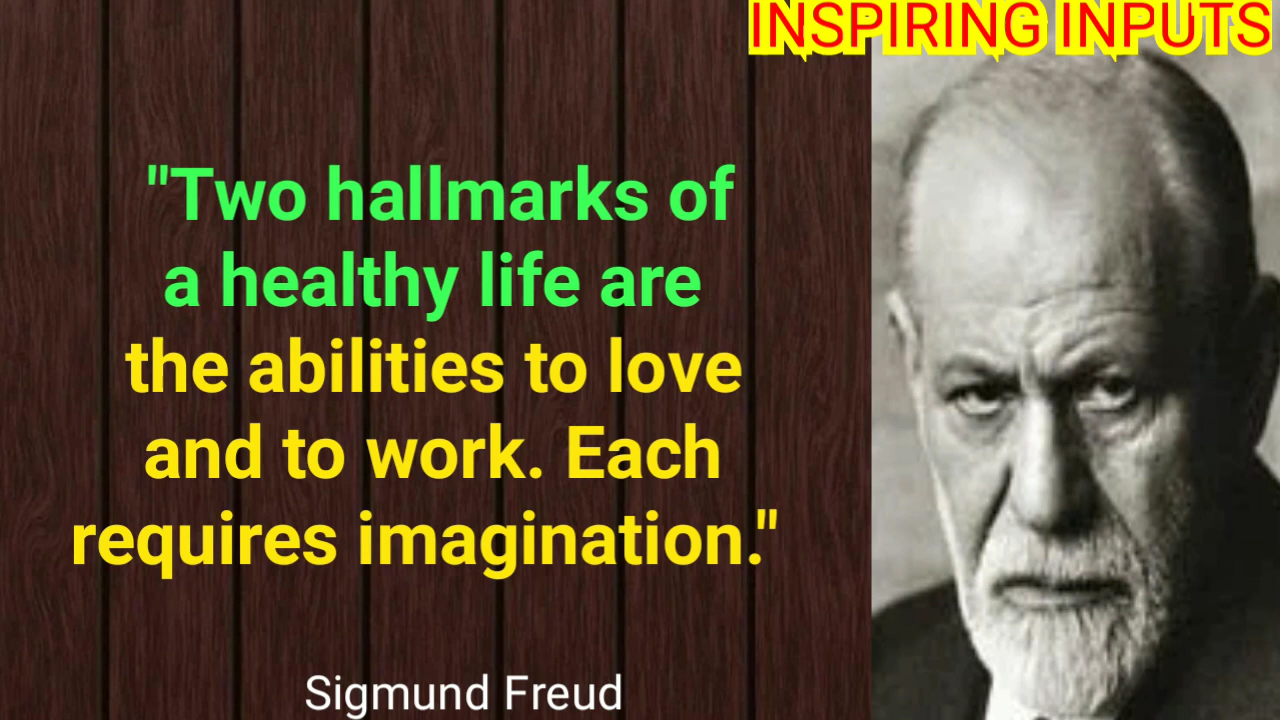 INSPIRING INPUTS
"Two hallmarks of
a healthy life are
the abilities to love
and to work. Each
requires imagination."
Sigmund Freud